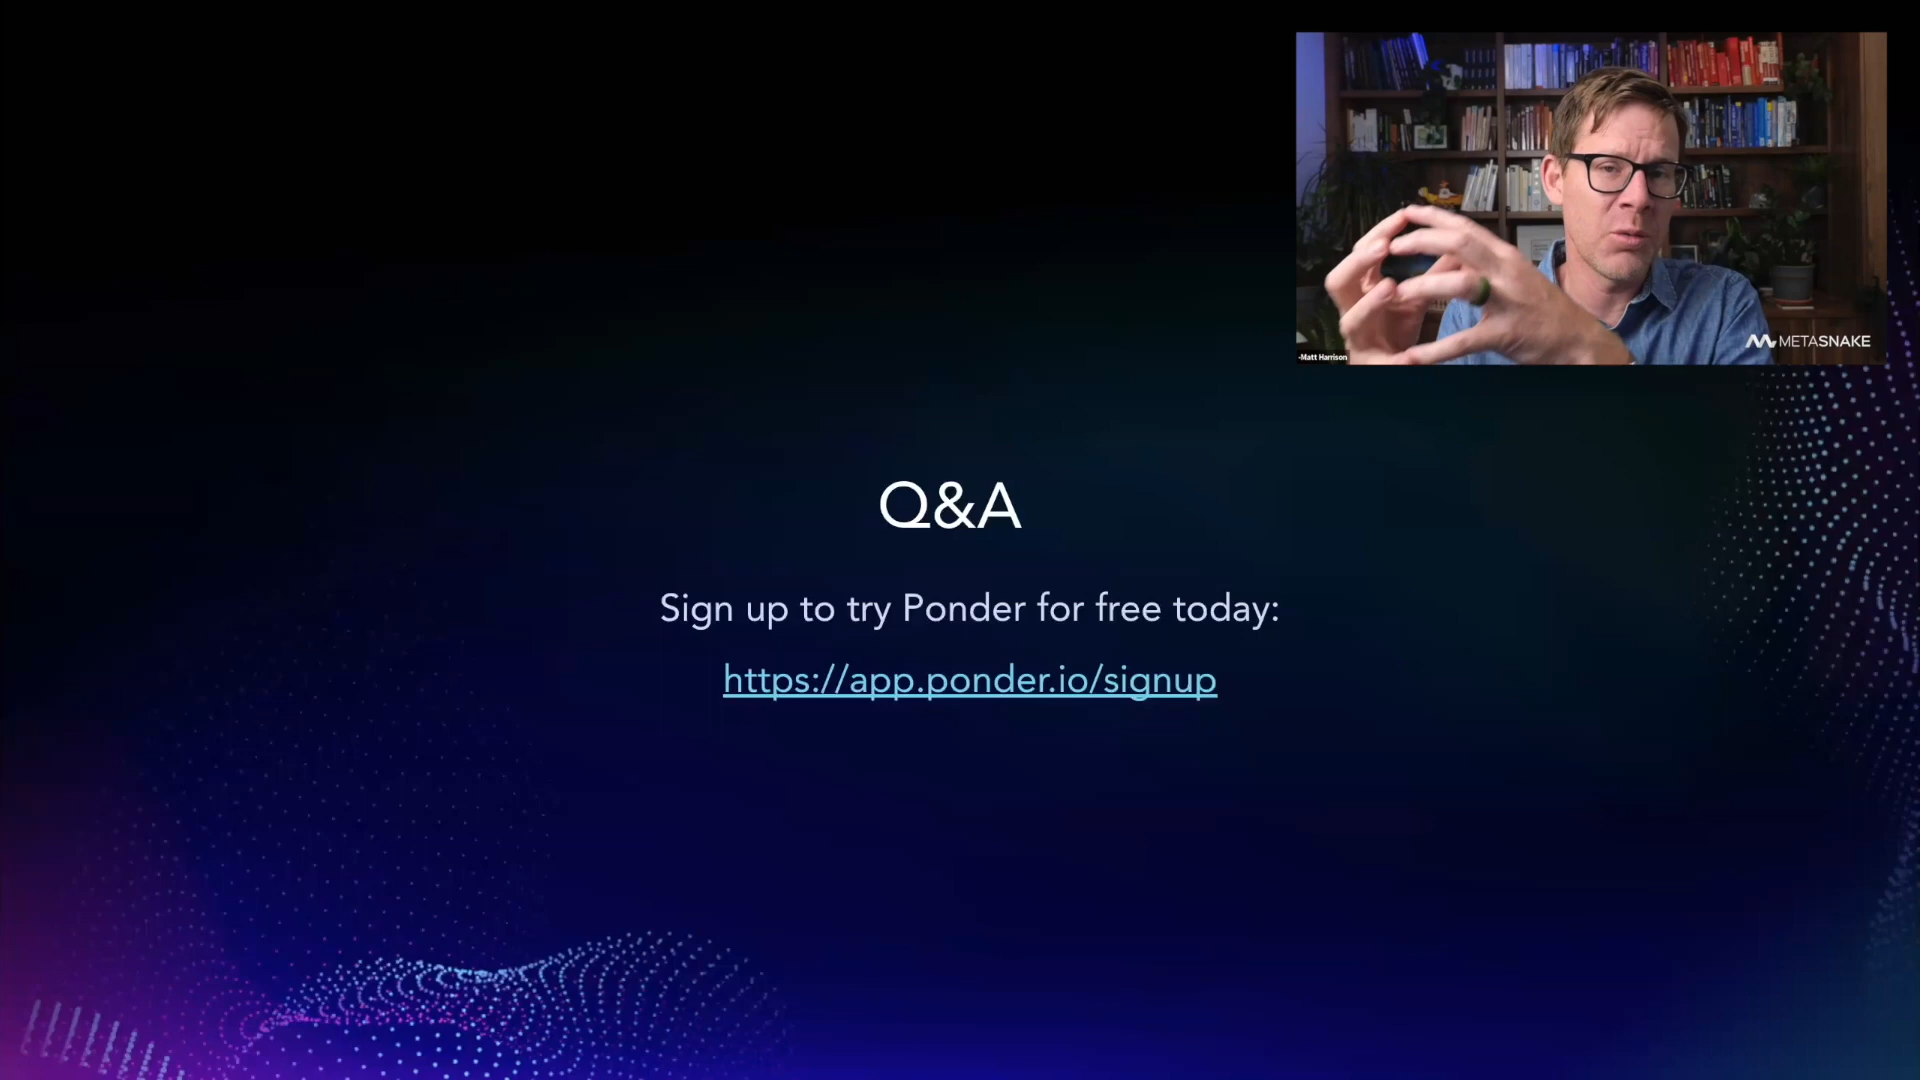 -Matt Harrison
METASNAKE
Q&A
Sign up to try Ponder for free today:
https://app.ponder.io/signup